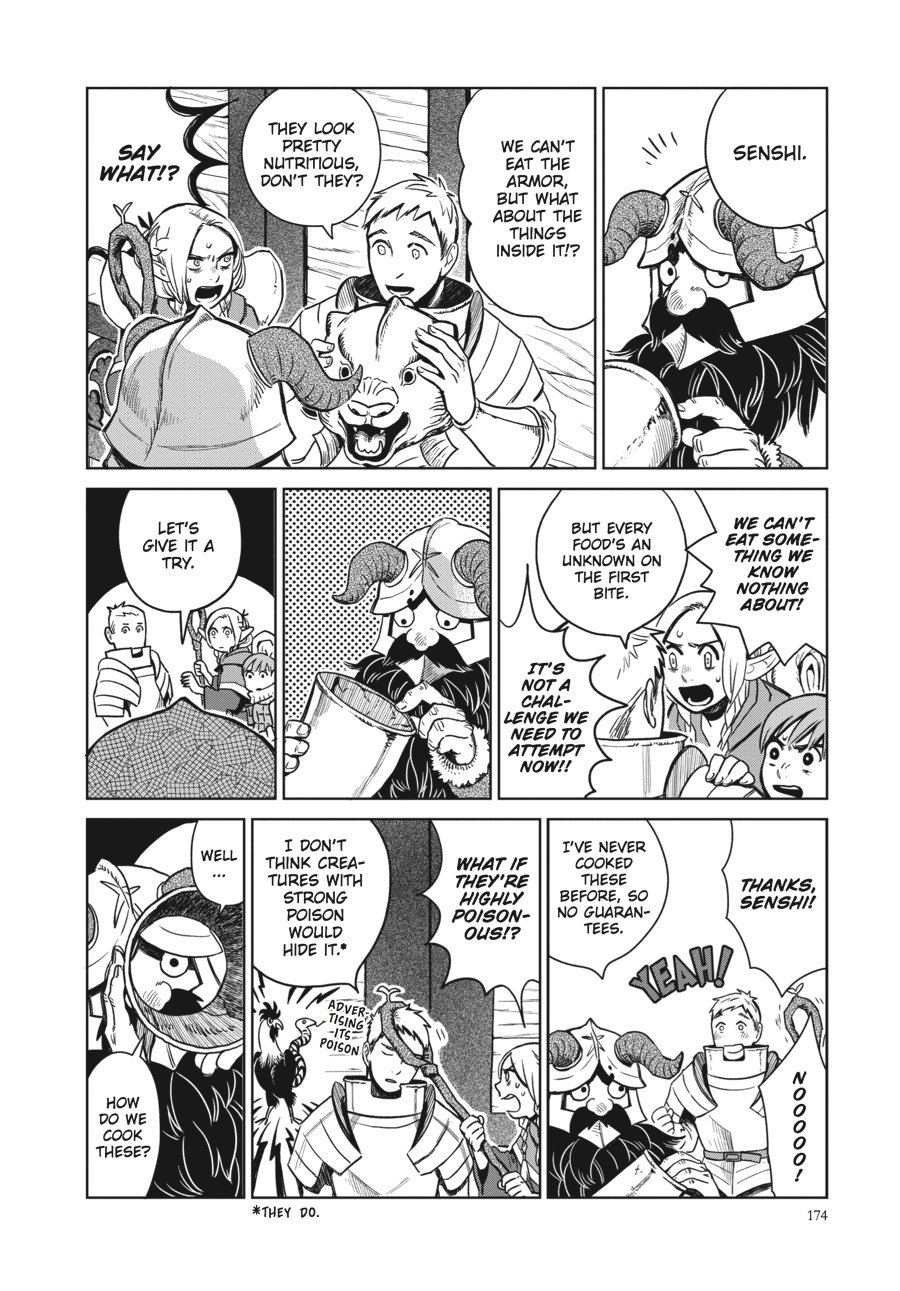 SENSHI.
WE CAN'T
EAT THE
ARMOR,
BUT WHAT
ABOUT THE
THINGS
INSIDE IT!?
THEY LOOK
PRETTY
NUTRITIOUS,
DON'T THEY?
SAY
WHAT!?
WE CAN'T
EAT SOME-
THING WE
KNOW
NOTHING
ABOUT!
BUT EVERY
FOOD'S AN
UNKNOWN ON
THE FIRST
BITE.
IT'S
NOT A
CHAL-
LENGE WE
NEED TO
ATTEMPT
NOW!!
LET'S
GIVE IT A
TRY.
THANKS,
SENSHI!
I'VE NEVER
COOKED
THESE
BEFORE, SO
NO GUARAN-
TEES.
YEAH!
NOOOOO!
WHAT IF
THEY'RE
HIGHLY
POISON-
OUS!?
I DON'T
THINK CREA-
TURES WITH
STRONG
POISON
WOULD
HIDE IT.*
ADVER-
TISING
ITS
POISON
WELL
...
HOW
DO WE
COOK
THESE?
*THEY DO.
174